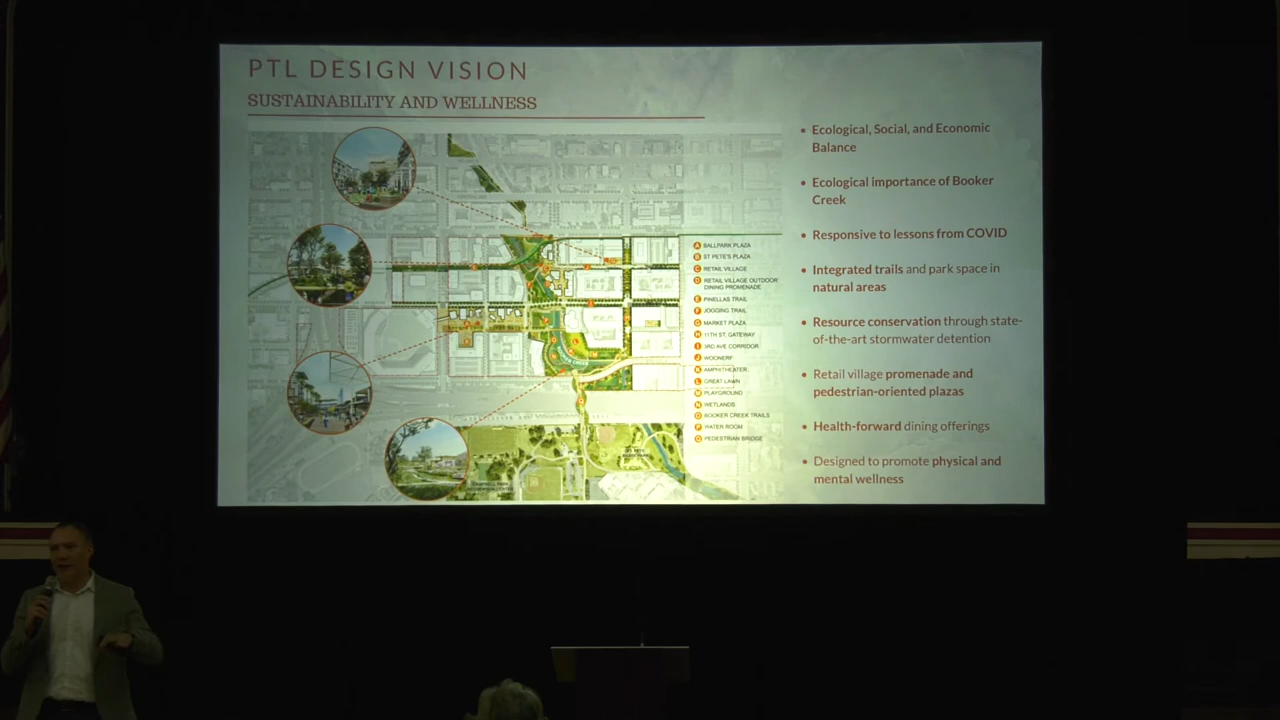 PTL DESIGN VISION
SUSTAINABILITY AND WELLNESS
• Ecological, Social, and Economic
Balance
• Ecological importance of Booker
Creek
• Responsive to lessons from COVID
• Integrated trails and park space in
natural areas
• Resource conservation through state-
of-the-art stormwater detention
• Retail village promenade and
pedestrian-oriented plazas
• Health-forward dining offerings
• Designed to promote physical and
mental wellness
A BALLPARK PLAZA
B ST PETE'S PLAZA
C RETAIL VILLAGE
D RETAIL VILLAGE OUTDOOR
DINING PROMENADE
E PINELLAS TRAIL
F JOGGING TRAIL
G MARKET PLAZA
H 11TH ST. GATEWAY
I 3RD AVE CORRIDOR
J WOONERF
K AMPHITHEATER
L GREAT LAWN
M PLAYGROUND
N WETLANDS
O BOOKER CREEK TRAILS
P WATER ROOM
Q PEDESTRIAN BRIDGE